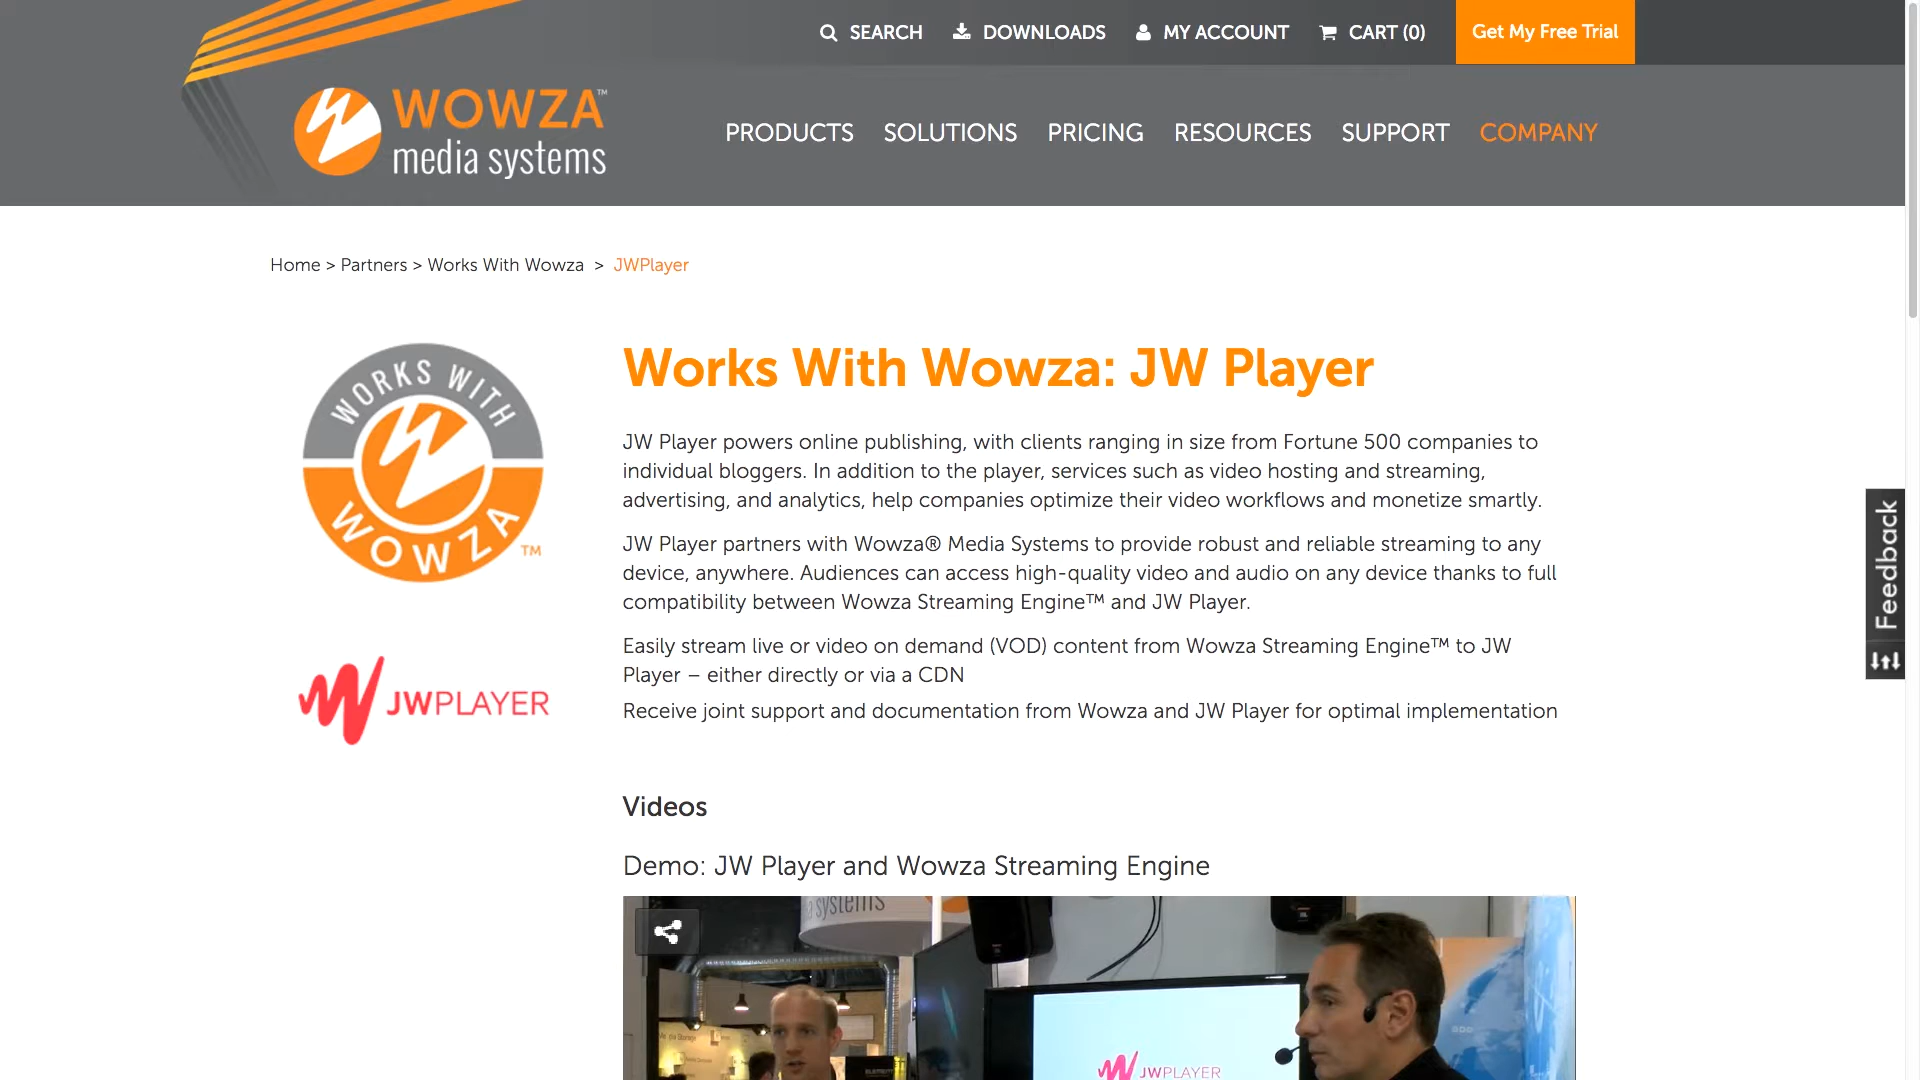 SEARCH DOWNLOADS MY ACCOUNT CART (0) Get My Free Trial
WOWZA™
media systems
PRODUCTS SOLUTIONS PRICING RESOURCES SUPPORT COMPANY
Home > Partners > Works With Wowza > JWPlayer
WORKS WITH
WOWZA™
JWPLAYER
Works With Wowza: JW Player
JW Player powers online publishing, with clients ranging in size from Fortune 500 companies to
individual bloggers. In addition to the player, services such as video hosting and streaming,
advertising, and analytics, help companies optimize their video workflows and monetize smartly.
JW Player partners with Wowza® Media Systems to provide robust and reliable streaming to any
device, anywhere. Audiences can access high-quality video and audio on any device thanks to full
compatibility between Wowza Streaming Engine™ and JW Player.
Easily stream live or video on demand (VOD) content from Wowza Streaming Engine™ to JW
Player – either directly or via a CDN
Receive joint support and documentation from Wowza and JW Player for optimal implementation
Feedback
Videos
Demo: JW Player and Wowza Streaming Engine
systems
JWPLAYER